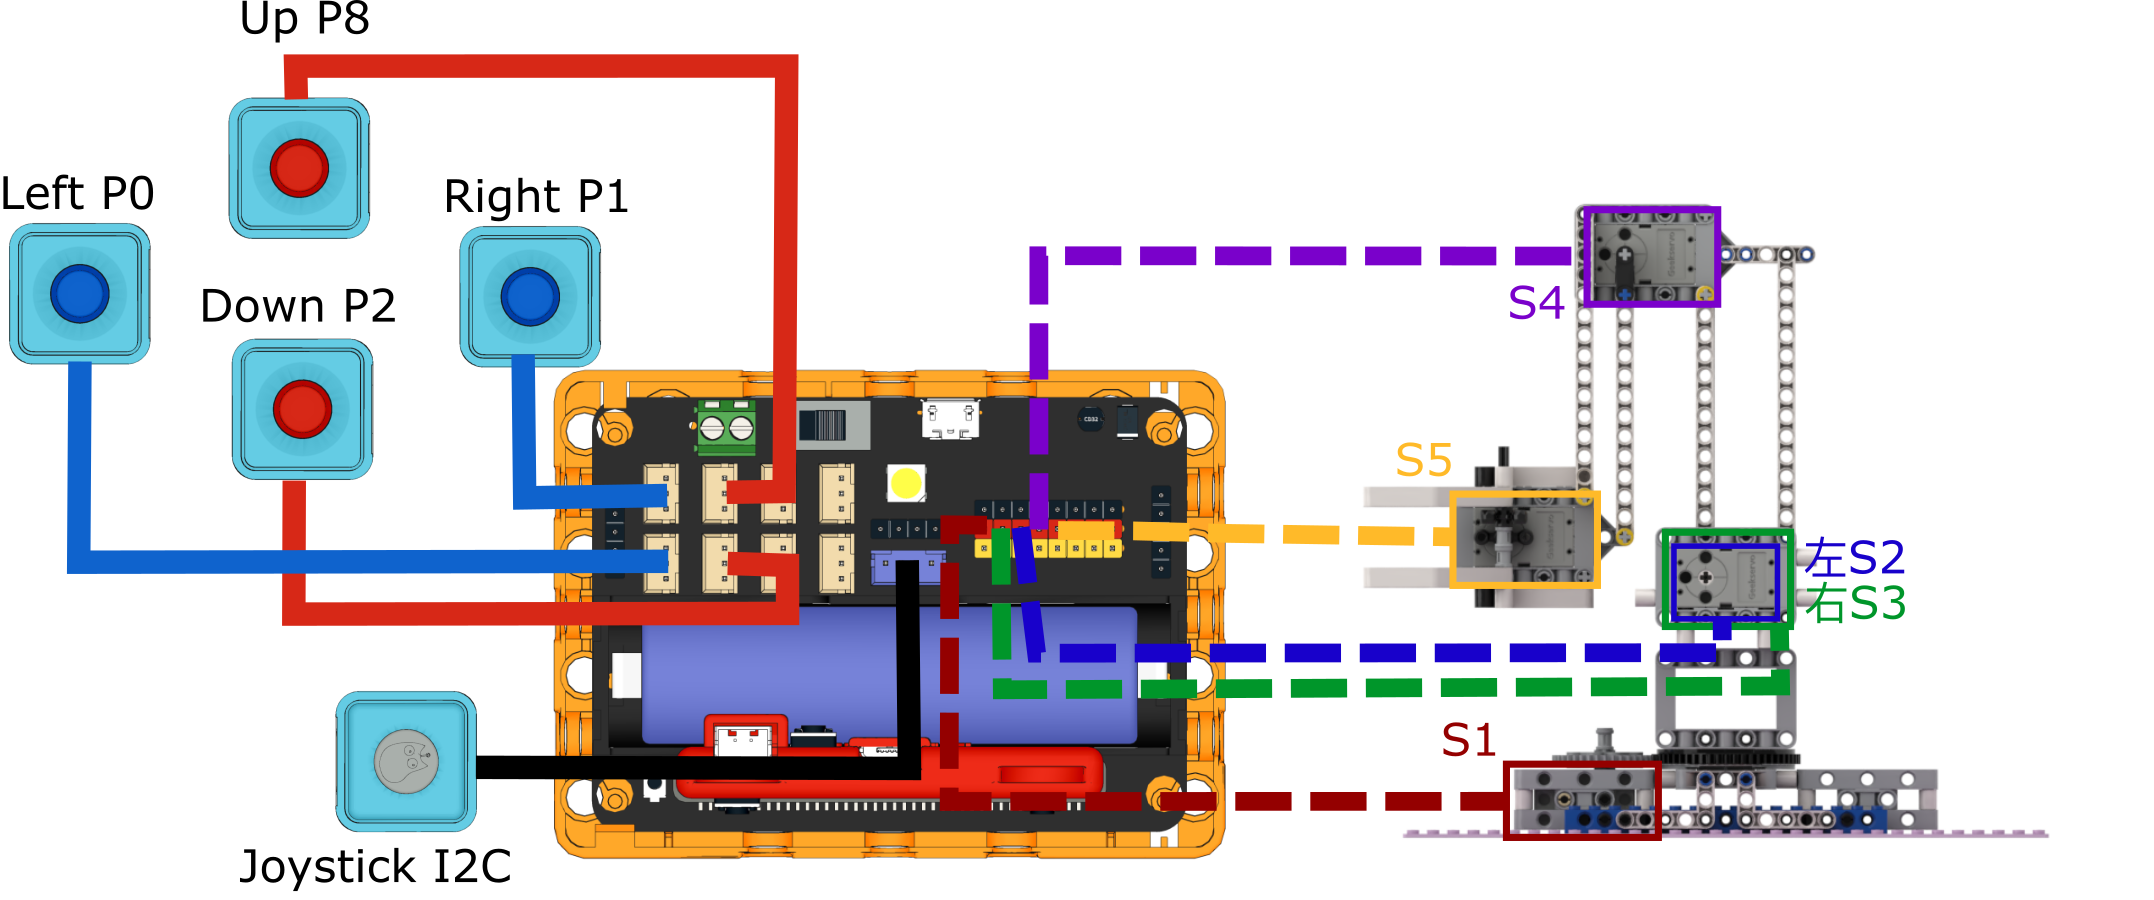 Up P8
Left P0
Right P1
Down P2
S4
S5
左S2
右S3
S1
Joystick I2C